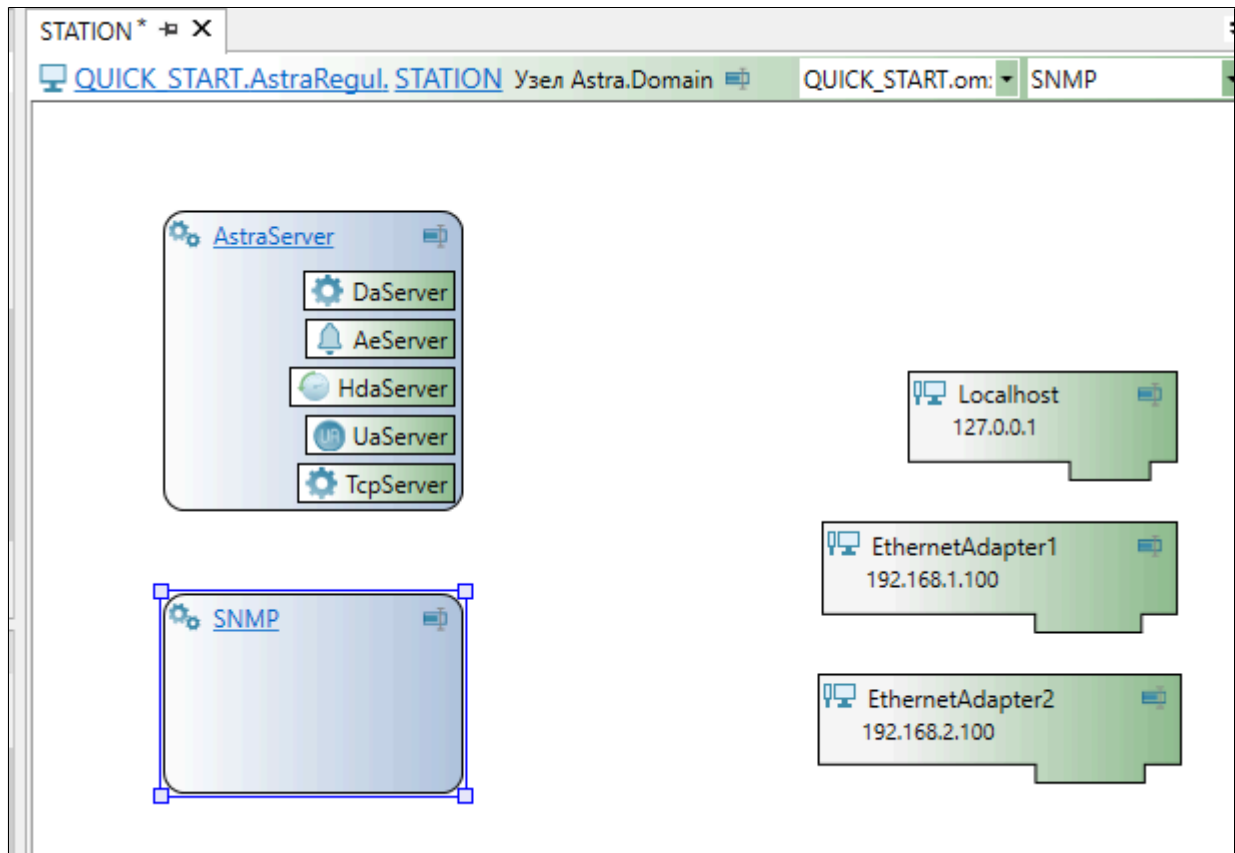 STATION*
QUICK_START.AstraRegul. STATION Узел Astra.Domain QUICK_START.om: SNMP
AstraServer
DaServer
AeServer
HdaServer
UA UaServer
TcpServer
Localhost
127.0.0.1
EthernetAdapter1
192.168.1.100
SNMP
EthernetAdapter2
192.168.2.100